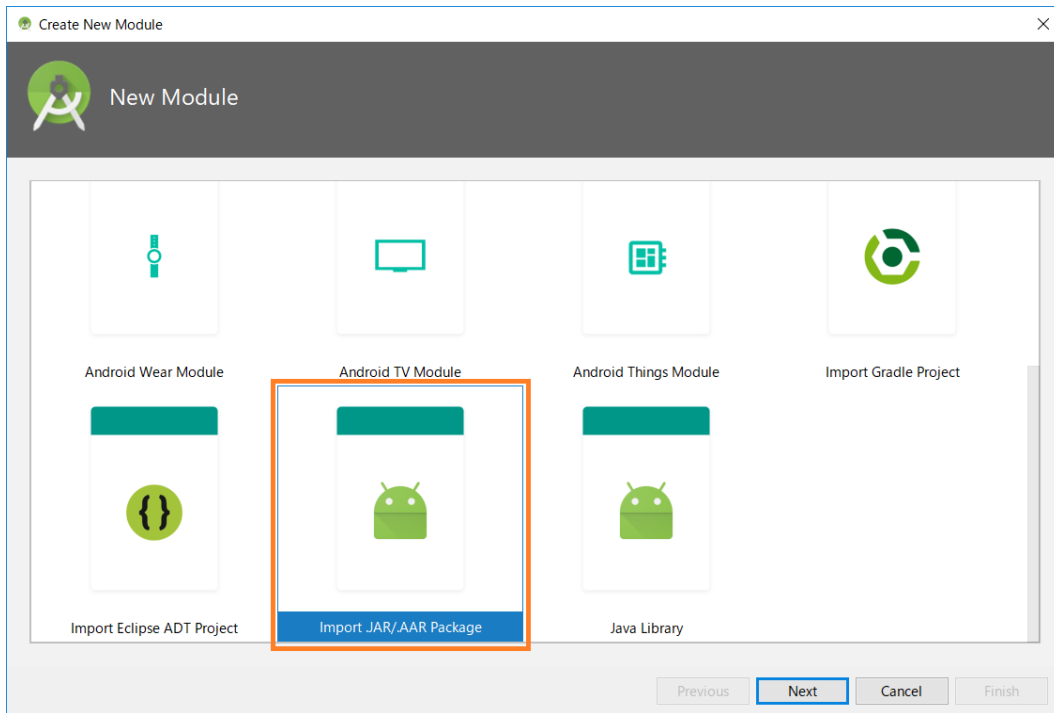 Create New Module
New Module
Android Wear Module
Android TV Module
Android Things Module
Import Gradle Project
{}
Import Eclipse ADT Project
Import .JAR/.AAR Package
Java Library
Previous
Next
Cancel
Finish